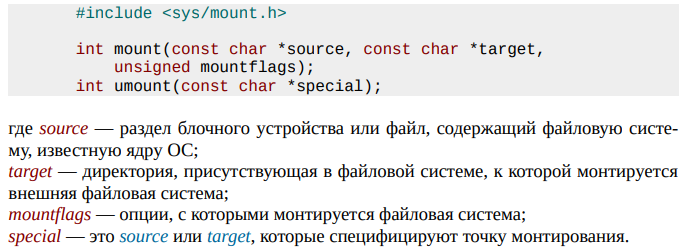 #include <sys/mount.h>
int mount(const char *source, const char *target,
unsigned mountflags);
int umount(const char *special);
где source — раздел блочного устройства или файл, содержащий файловую систе-
му, известную ядру ОС;
target — директория, присутствующая в файловой системе, к которой монтируется
внешняя файловая система;
mountflags — опции, с которыми монтируется файловая система;
special — это source или target, которые специфицируют точку монтирования.